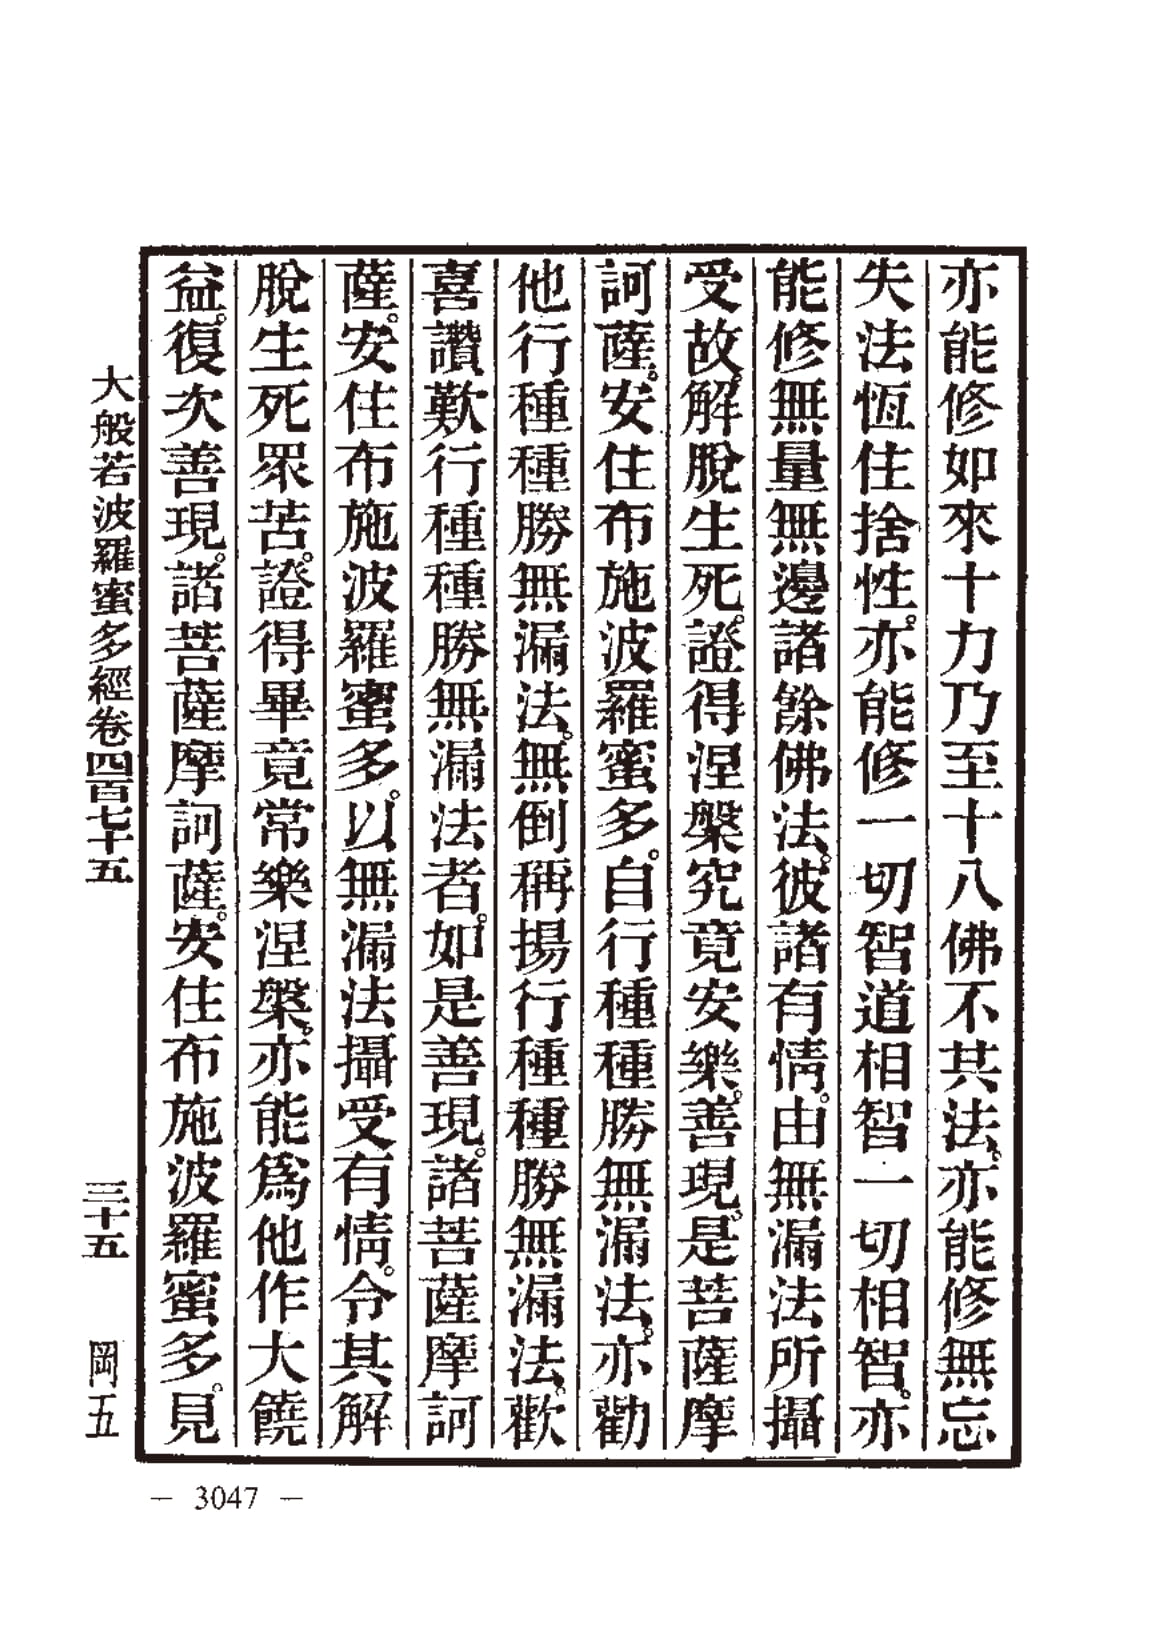 亦能修如來十力乃至十八佛不共法。亦能修無忘
失法恆住捨性。亦能修一切智道相智一切相智。亦
能修無量無邊諸餘佛法。彼諸有情。由無漏法所攝
受故。解脫生死。證得涅槃究竟安樂。善現。是菩薩摩
訶薩。安住布施波羅蜜多。自行種種勝無漏法。亦勸
他行種種勝無漏法。無倒稱揚行種種勝無漏法。歡
喜讚歎行種種勝無漏法者。如是善現。諸菩薩摩訶
薩。安住布施波羅蜜多。以無漏法攝受有情。令其解
脫生死眾苦。證得畢竟常樂涅槃。亦能為他作大饒
益。復次善現。諸菩薩摩訶薩。安住布施波羅蜜多。見
大般若波羅蜜多經卷四百七十五 三十五 岡五
— 3047 —